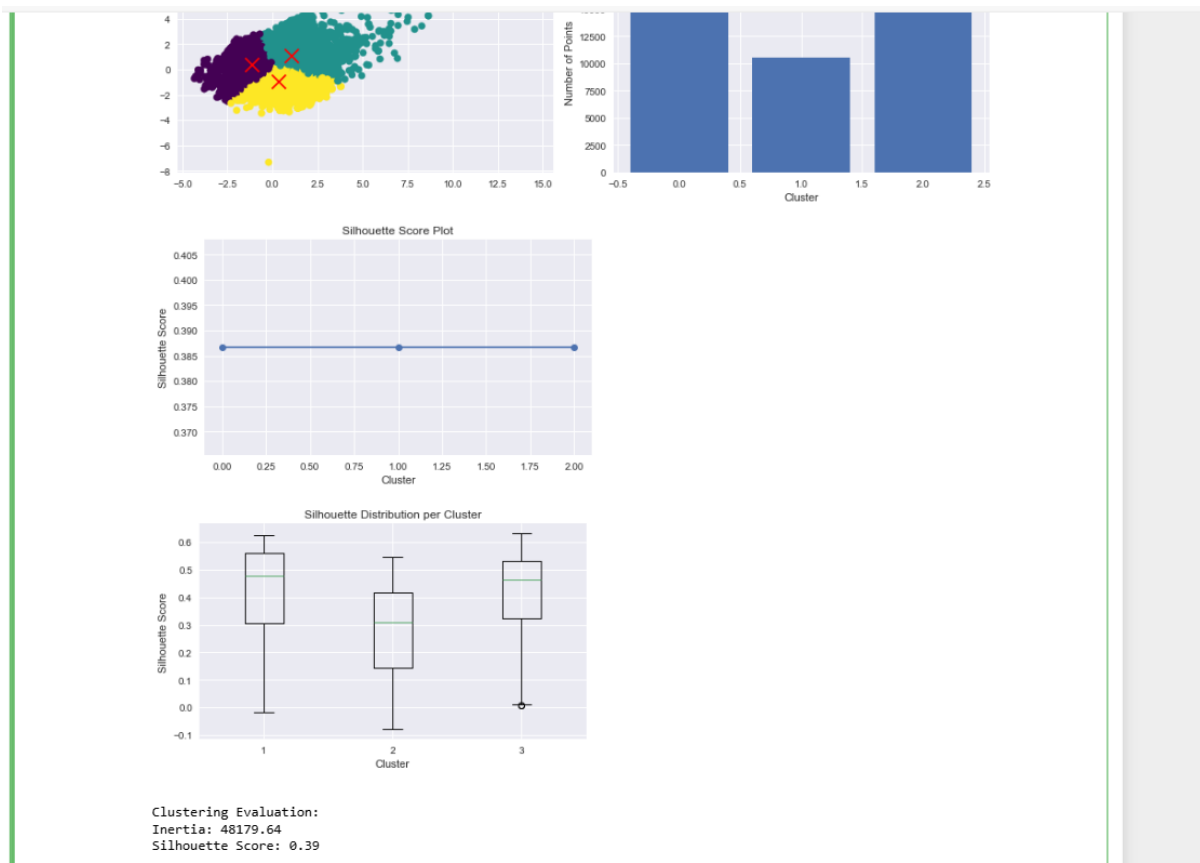 4
2
0
−2
−4
−6
−8
−5.0 −2.5 0.0 2.5 5.0 7.5 10.0 12.5 15.0
Number of Points
12500
10000
7500
5000
2500
0
−0.5 0.0 0.5 1.0 1.5 2.0 2.5
Cluster
Silhouette Score Plot
Silhouette Score
0.405
0.400
0.395
0.390
0.385
0.380
0.375
0.370
0.00 0.25 0.50 0.75 1.00 1.25 1.50 1.75 2.00
Cluster
Silhouette Distribution per Cluster
Silhouette Score
0.6
0.5
0.4
0.3
0.2
0.1
0.0
−0.1
1 2 3
Cluster
Clustering Evaluation:
Inertia: 48179.64
Silhouette Score: 0.39